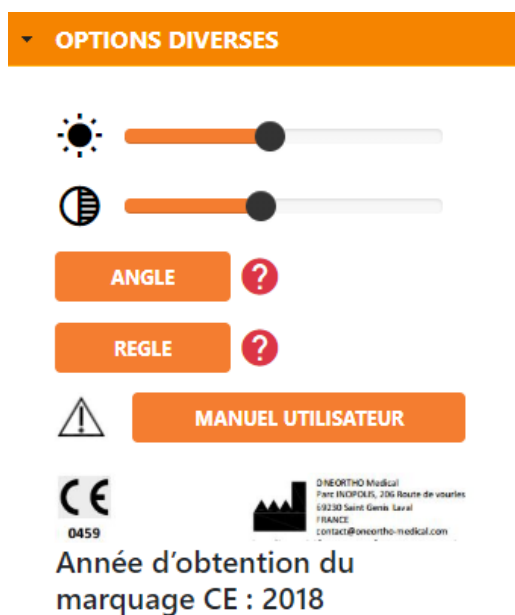 OPTIONS DIVERSES
ANGLE
?
REGLE
?
MANUEL UTILISATEUR
CE
0459
ONEORTHO Medical
Parc INOPOLIS, 206 Route de vourles
69230 Saint Genis Laval
FRANCE
contact@oneortho-medical.com
Année d'obtention du
marquage CE : 2018